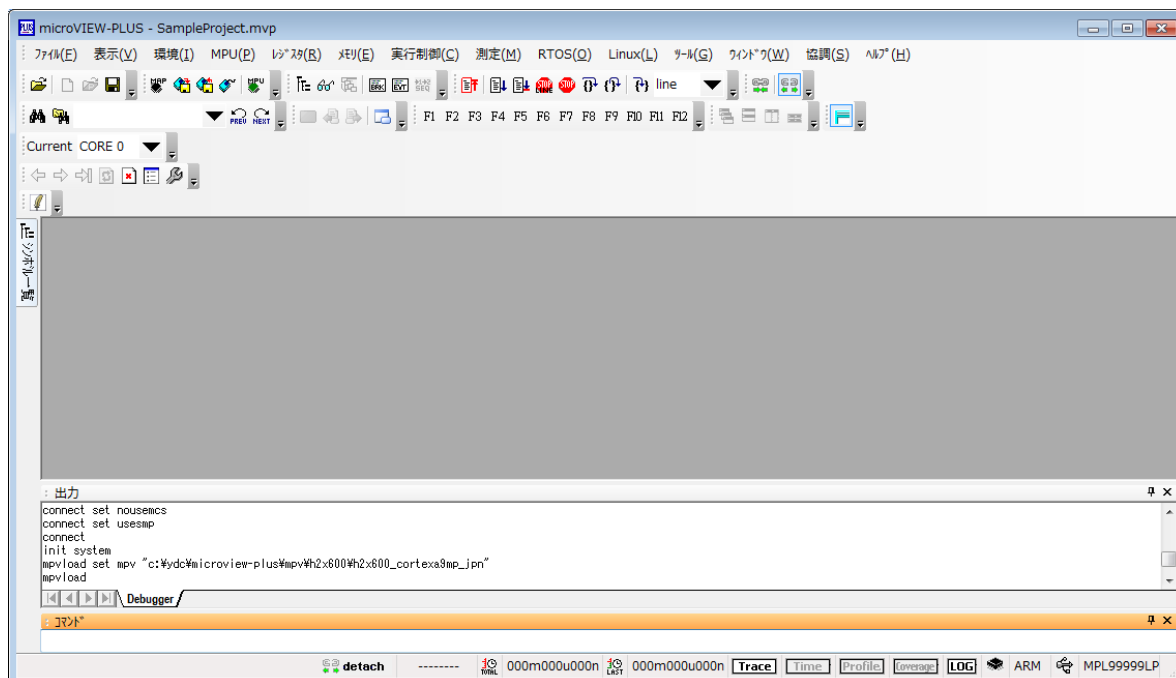 microVIEW-PLUS - SampleProject.mvp
ﾌｧｲﾙ(F) 表示(V) 環境(I) MPU(P) ﾚｼﾞｽﾀ(R) ﾒﾓﾘ(E) 実行制御(C) 測定(M) RTOS(O) Linux(L) ﾂｰﾙ(G) ｳｨﾝﾄﾞｳ(W) 協調(S) ﾍﾙﾌﾟ(H)
line
PREV NEXT F1 F2 F3 F4 F5 F6 F7 F8 F9 F10 F11 F12
Current CORE 0
シンボル一覧
出力
connect set nousemcs
connect set usesmp
connect
init system
mpvload set mpv "c:¥ydc¥microview-plus¥mpv¥h2x600¥h2x600_cortexa9mp_jpn"
mpvload
Debugger
ｺﾏﾝﾄﾞ
detach -------- TOTAL 000m000u000n LAST 000m000u000n Trace Time Profile Coverage LOG ARM MPL99999LP